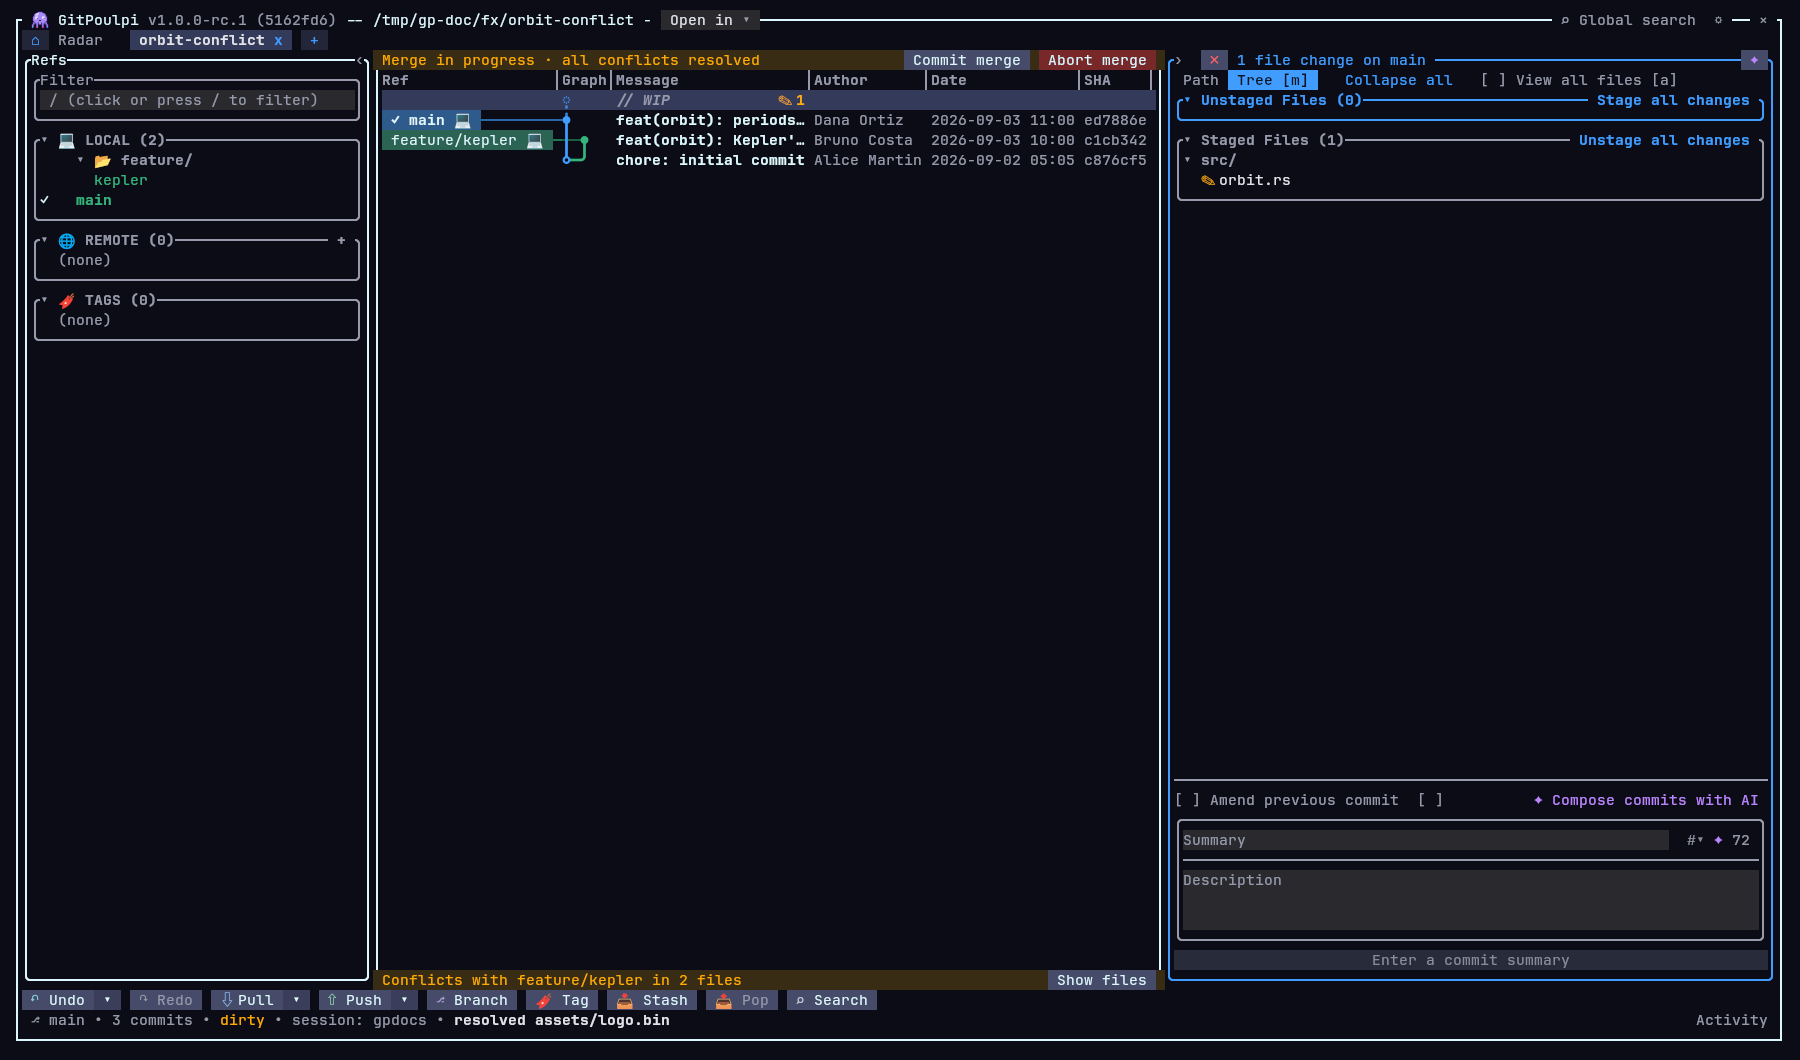 GitPoulpi v1.0.0-rc.1 (5162fd6) —— /tmp/gp-doc/fx/orbit-conflict - Open in ▾ ⌕ Global search ☼ ×
⌂ Radar orbit-conflict x +
Refs ‹ Merge in progress · all conflicts resolved Commit merge Abort merge › ✕ 1 file change on main ✦
Filter Ref Graph Message Author Date SHA Path Tree [m] Collapse all [ ] View all files [a]
/ (click or press / to filter) // WIP ✎ 1 ▾ Unstaged Files (0) Stage all changes
✓ main feat(orbit): periods… Dana Ortiz 2026-09-03 11:00 ed7886e
▾ LOCAL (2) feature/kepler feat(orbit): Kepler'… Bruno Costa 2026-09-03 10:00 c1cb342 ▾ Staged Files (1) Unstage all changes
▾ feature/ chore: initial commit Alice Martin 2026-09-02 05:05 c876cf5 ▾ src/
kepler ✎ orbit.rs
✓ main
▾ REMOTE (0) +
(none)
▾ TAGS (0)
(none)
[ ] Amend previous commit [ ] ✦ Compose commits with AI
Summary #▾ ✦ 72
Description
Enter a commit summary
Conflicts with feature/kepler in 2 files Show files
Undo ▾ Redo Pull ▾ Push ▾ Branch Tag Stash Pop Search
main • 3 commits • dirty • session: gpdocs • resolved assets/logo.bin Activity